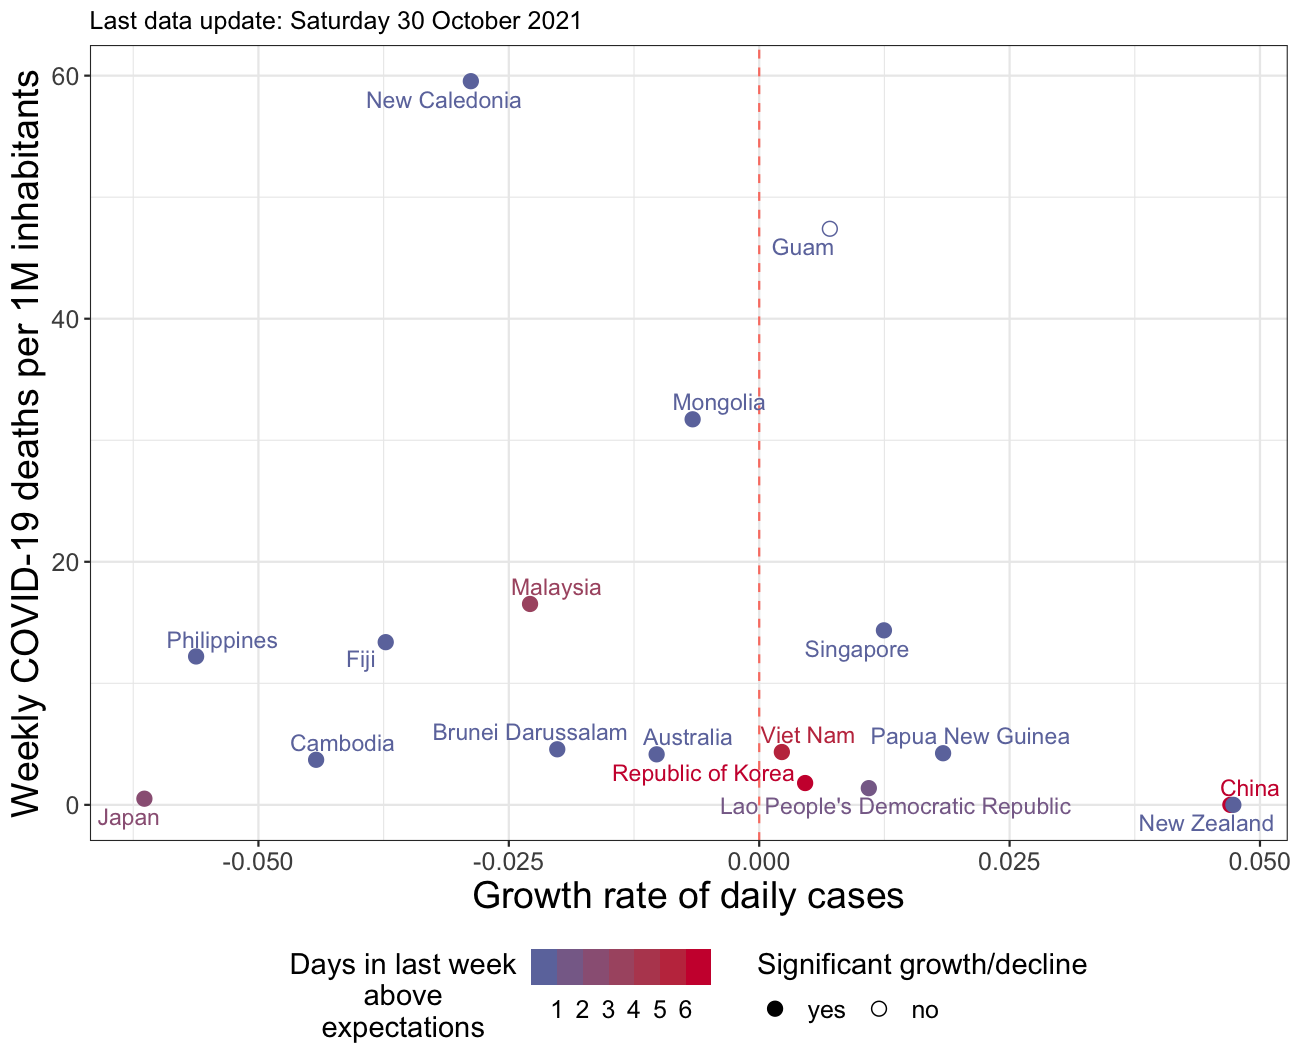 Last data update: Saturday 30 October 2021
Weekly COVID-19 deaths per 1M inhabitants
60
40
20
0
New Caledonia
Guam
Mongolia
Malaysia
Philippines
Fiji
Singapore
Cambodia
Brunei Darussalam
Australia
Viet Nam
Papua New Guinea
Republic of Korea
China
Japan
Lao People's Democratic Republic
New Zealand
-0.050 -0.025 0.000 0.025 0.050
Growth rate of daily cases
Days in last week
above
expectations
1 2 3 4 5 6
Significant growth/decline
yes no